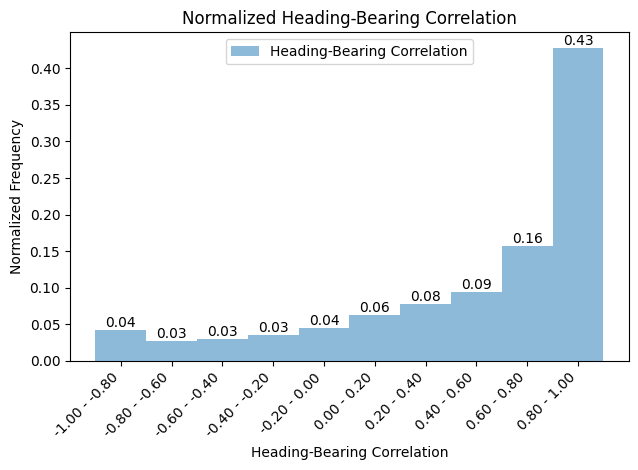 Normalized Heading-Bearing Correlation
Heading-Bearing Correlation
Normalized Frequency
0.40
0.35
0.30
0.25
0.20
0.15
0.10
0.05
0.00
0.04
0.03
0.03
0.03
0.04
0.06
0.08
0.09
0.16
0.43
-1.00 - -0.80
-0.80 - -0.60
-0.60 - -0.40
-0.40 - -0.20
-0.20 - 0.00
0.00 - 0.20
0.20 - 0.40
0.40 - 0.60
0.60 - 0.80
0.80 - 1.00
Heading-Bearing Correlation